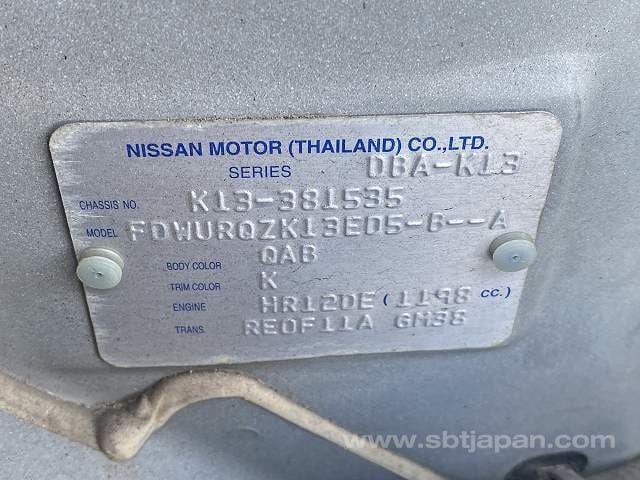 NISSAN MOTOR (THAILAND) CO.,LTD.
SERIES DBA-K13
CHASSIS NO. K13-381535
MODEL FDWURQZK13ED5-B--A
BODY COLOR QAB
TRIM COLOR K
ENGINE HR12DE (1198 CC.)
TRANS. RE0F11A GM38
www.sbtjapan.com